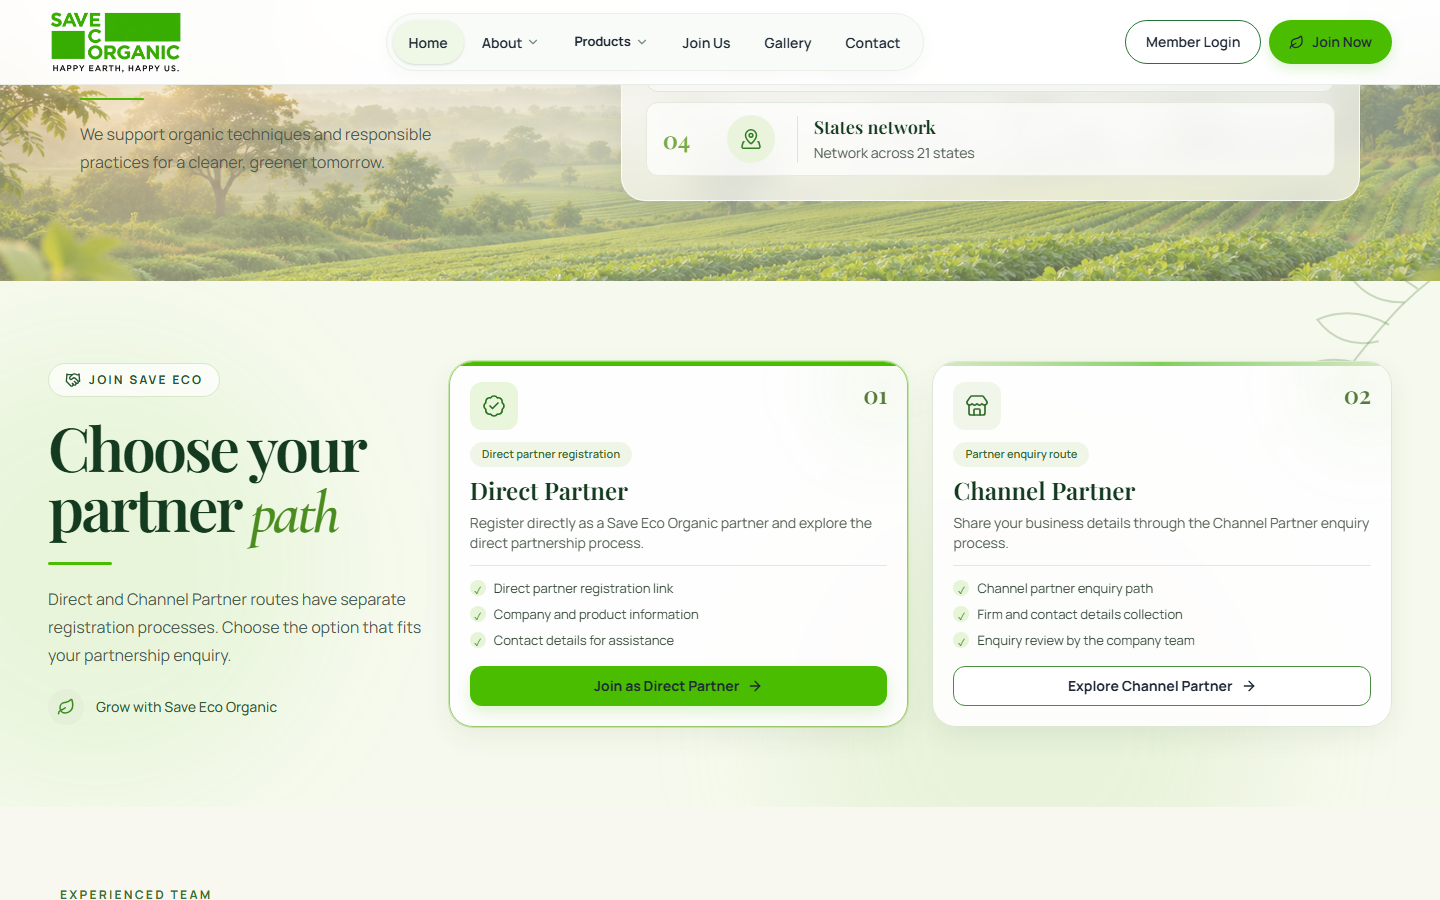 SAVE
ECO
ORGANIC
HAPPY EARTH, HAPPY US.
Home
About
Products
Join Us
Gallery
Contact
Member Login
Join Now
We support organic techniques and responsible
practices for a cleaner, greener tomorrow.
04
States network
Network across 21 states
JOIN SAVE ECO
Choose your
partner path
Direct and Channel Partner routes have separate
registration processes. Choose the option that fits
your partnership enquiry.
Grow with Save Eco Organic
01
Direct partner registration
Direct Partner
Register directly as a Save Eco Organic partner and explore the
direct partnership process.
Direct partner registration link
Company and product information
Contact details for assistance
Join as Direct Partner
02
Partner enquiry route
Channel Partner
Share your business details through the Channel Partner enquiry
process.
Channel partner enquiry path
Firm and contact details collection
Enquiry review by the company team
Explore Channel Partner
EXPERIENCED TEAM